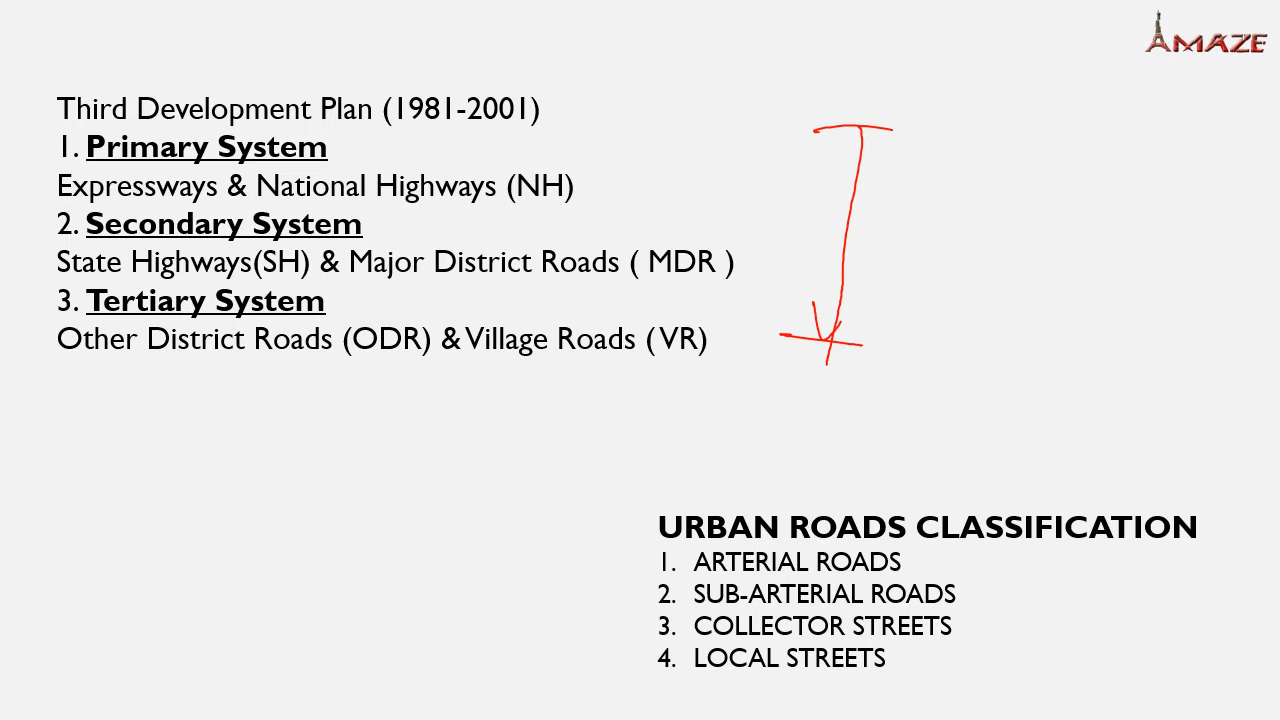 AMAZE
Third Development Plan (1981-2001)
1. Primary System
Expressways & National Highways (NH)
2. Secondary System
State Highways(SH) & Major District Roads ( MDR )
3. Tertiary System
Other District Roads (ODR) & Village Roads ( VR)
URBAN ROADS CLASSIFICATION
1. ARTERIAL ROADS
2. SUB-ARTERIAL ROADS
3. COLLECTOR STREETS
4. LOCAL STREETS